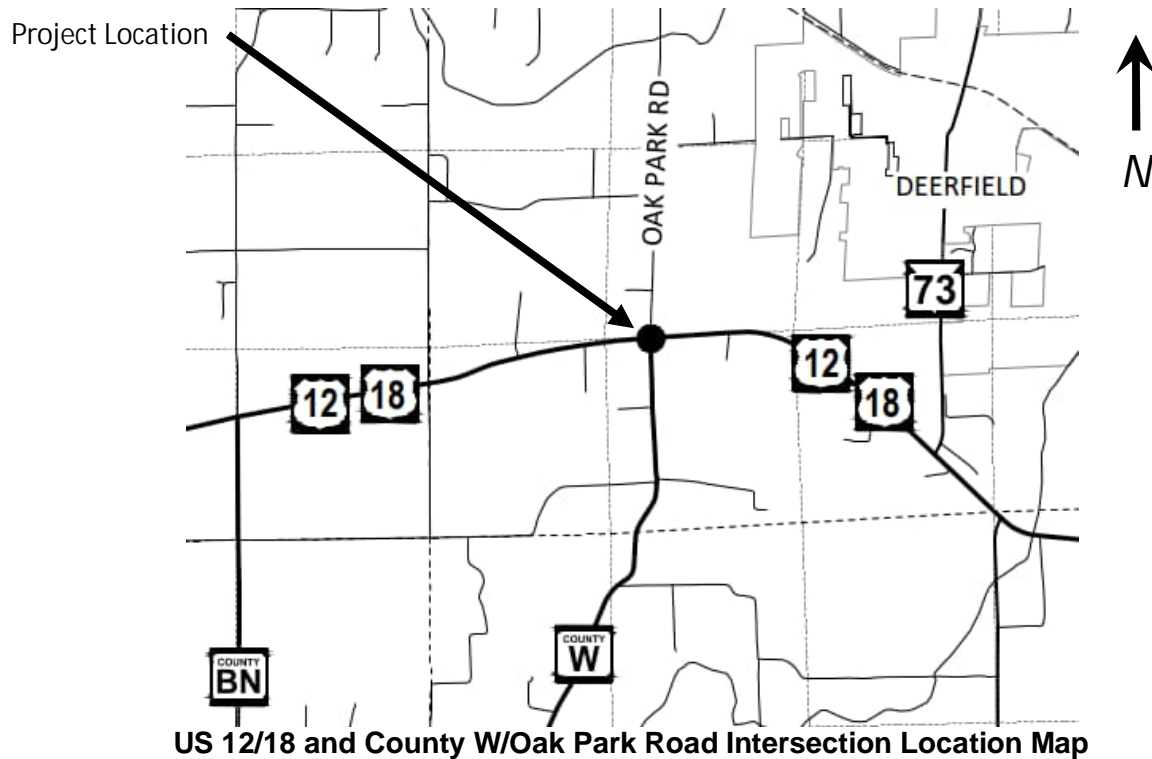 Project Location
N
OAK PARK RD
DEERFIELD
73
12
18
12
18
COUNTY
BN
COUNTY
W
US 12/18 and County W/Oak Park Road Intersection Location Map